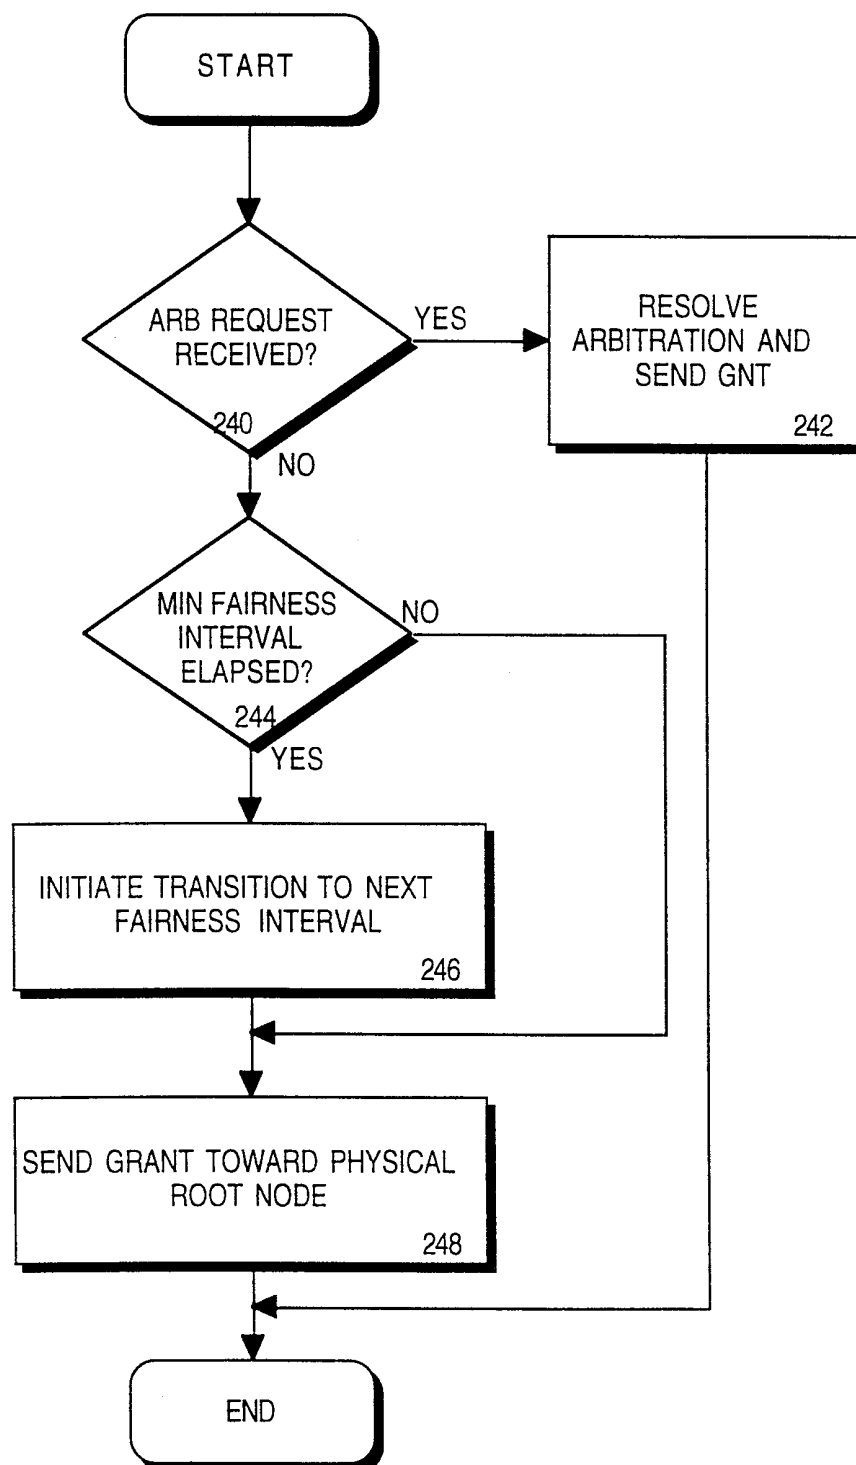 START
ARB REQUEST
RECEIVED?
240
YES
RESOLVE
ARBITRATION AND
SEND GNT
242
NO
MIN FAIRNESS
INTERVAL
ELAPSED?
244
NO
YES
INITIATE TRANSITION TO NEXT
FAIRNESS INTERVAL
246
SEND GRANT TOWARD PHYSICAL
ROOT NODE
248
END